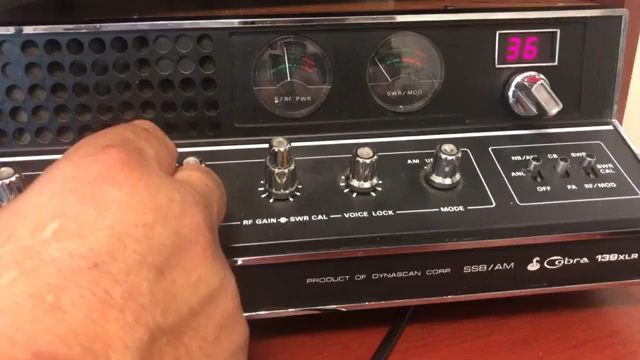 36
S/RF PWR
SWR/MOD
AM
NB/ANL CB SWR
ANL SWR CAL
OFF PA RF/MOD
RF GAIN SWR CAL VOICE LOCK MODE
PRODUCT OF DYNASCAN CORP SSB/AM Cobra 139XLR